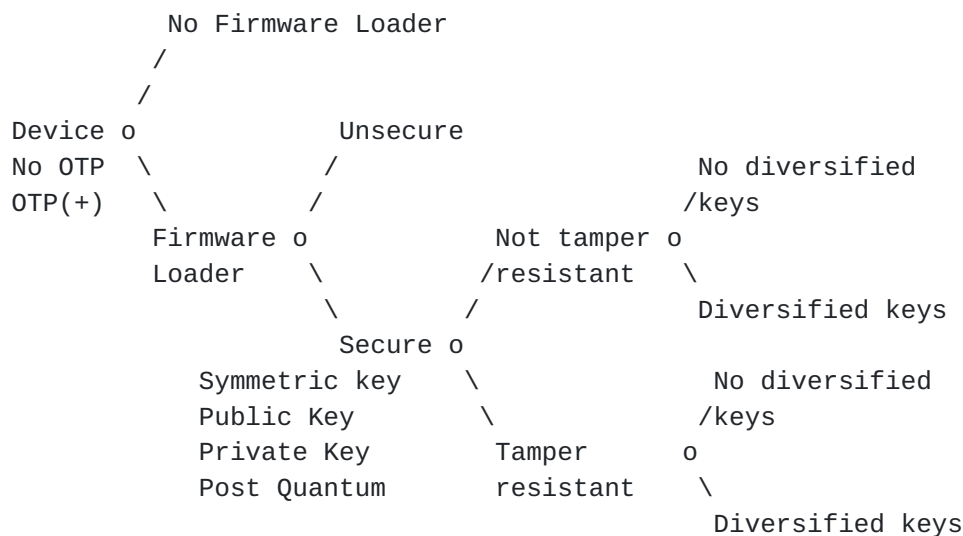 No Firmware Loader
/
/
Device o Unsecure
No OTP \ / No diversified
OTP(+) \ / /keys
Firmware o Not tamper o
Loader \ /resistant \
\ / Diversified keys
Secure o
Symmetric key \ No diversified
Public Key \ /keys
Private Key Tamper o
Post Quantum resistant \
Diversified keys